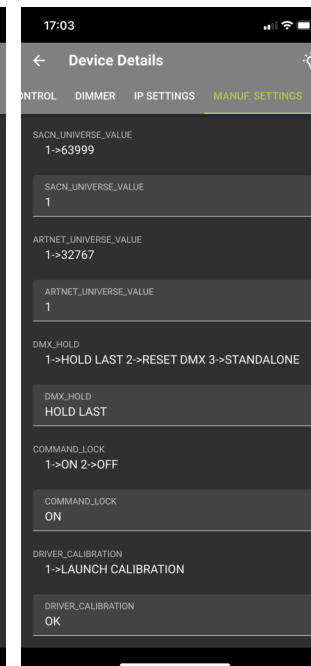 17:03
Device Details
ONTROL DIMMER IP SETTINGS MANUF. SETTINGS
SACN_UNIVERSE_VALUE
1->63999
SACN_UNIVERSE_VALUE
1
ARTNET_UNIVERSE_VALUE
1->32767
ARTNET_UNIVERSE_VALUE
1
DMX_HOLD
1->HOLD LAST 2->RESET DMX 3->STANDALONE
DMX_HOLD
HOLD LAST
COMMAND_LOCK
1->ON 2->OFF
COMMAND_LOCK
ON
DRIVER_CALIBRATION
1->LAUNCH CALIBRATION
DRIVER_CALIBRATION
OK